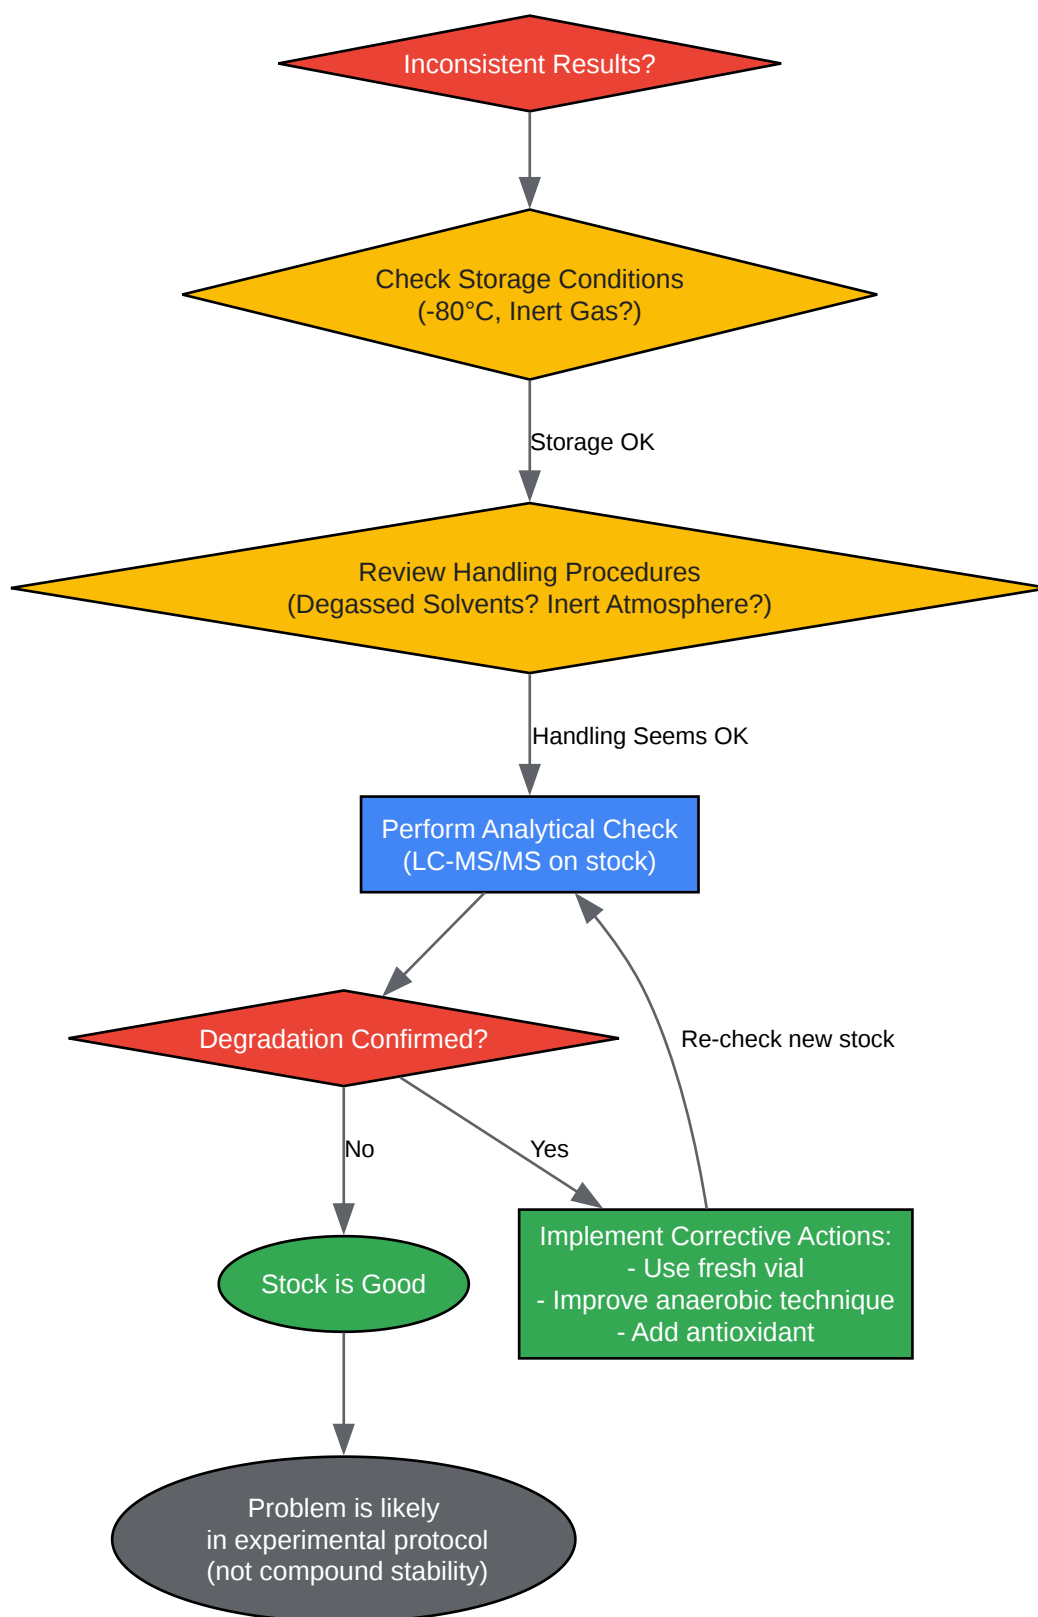 Inconsistent Results?
Check Storage Conditions
(-80°C, Inert Gas?)
Storage OK
Review Handling Procedures
(Degassed Solvents? Inert Atmosphere?)
Handling Seems OK
Perform Analytical Check
(LC-MS/MS on stock)
Degradation Confirmed?
Re-check new stock
No
Yes
Stock is Good
Implement Corrective Actions:
- Use fresh vial
- Improve anaerobic technique
- Add antioxidant
Problem is likely
in experimental protocol
(not compound stability)